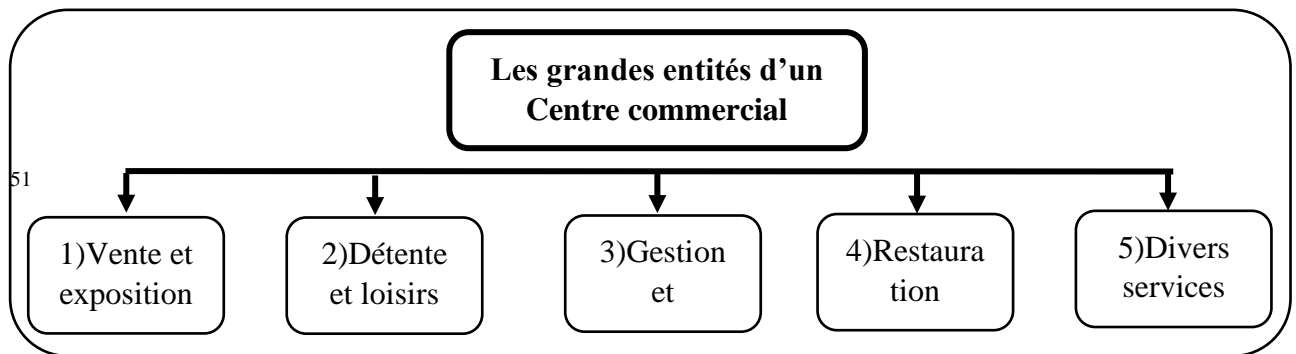 Les grandes entités d’un
Centre commercial
51
1)Vente et
exposition
2)Détente
et loisirs
3)Gestion
et
4)Restaura
tion
5)Divers
services